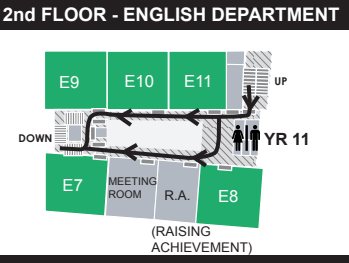 2nd FLOOR - ENGLISH DEPARTMENT
E9
E10
E11
UP
DOWN
YR 11
E7
MEETING
ROOM
R.A.
E8
(RAISING
ACHIEVEMENT)